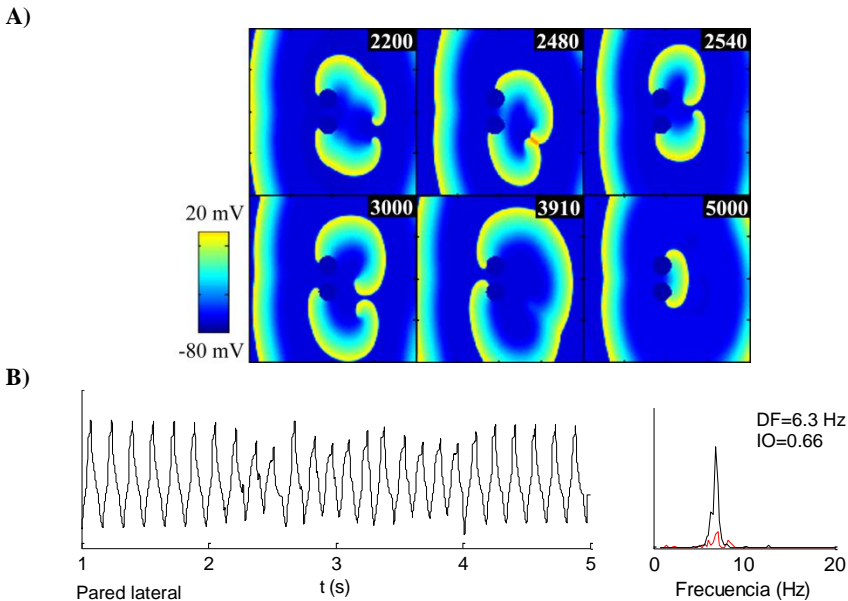 A)
2200
2480
2540
20 mV
3000
3910
5000
-80 mV
B)
DF=6.3 Hz
IO=0.66
1
2
3
4
5
0
10
20
t (s)
Frecuencia (Hz)
Pared lateral